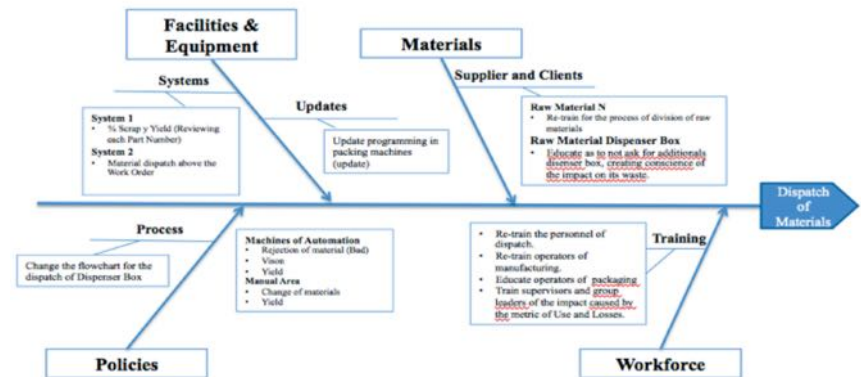 Facilities &
Equipment
Materials
Systems
Supplier and Clients
Updates
System 1
• % Scrap y Yield (Reviewing
each Part Number)
System 2
• Material dispatch above the
Work Order
Update programming in
packing machines
(update)
Raw Material N
• Re-train for the process of division of raw
materials
Raw Material Dispenser Box
• Educate as to not ask for additionals
disenser box, creating conscience of
the impact on its waste.
Dispatch
of
Materials
Process
Change the flowchart for the
dispatch of Dispenser Box
Machines of Automation
• Rejection of material (Bad)
• Vison
• Yield
Manual Area
• Change of materials
• Yield
• Re-train the personnel of
dispatch.
• Re-train operators of
manufacturing.
• Educate operators of packaging
• Train supervisors and group
leaders of the impact caused by
the metric of Use and Losses.
Training
Policies
Workforce